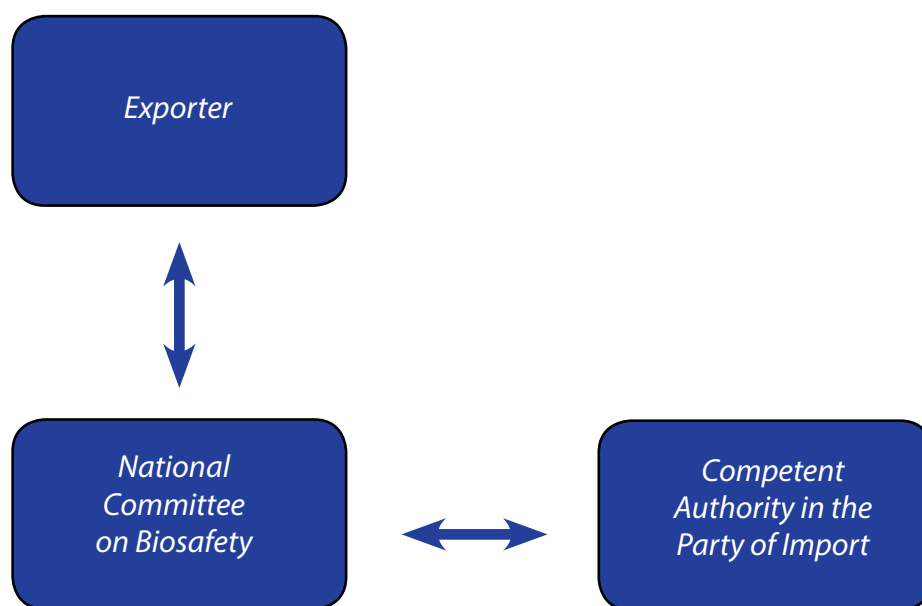 Exporter
National
Committee
on Biosafety
Competent
Authority in the
Party of Import